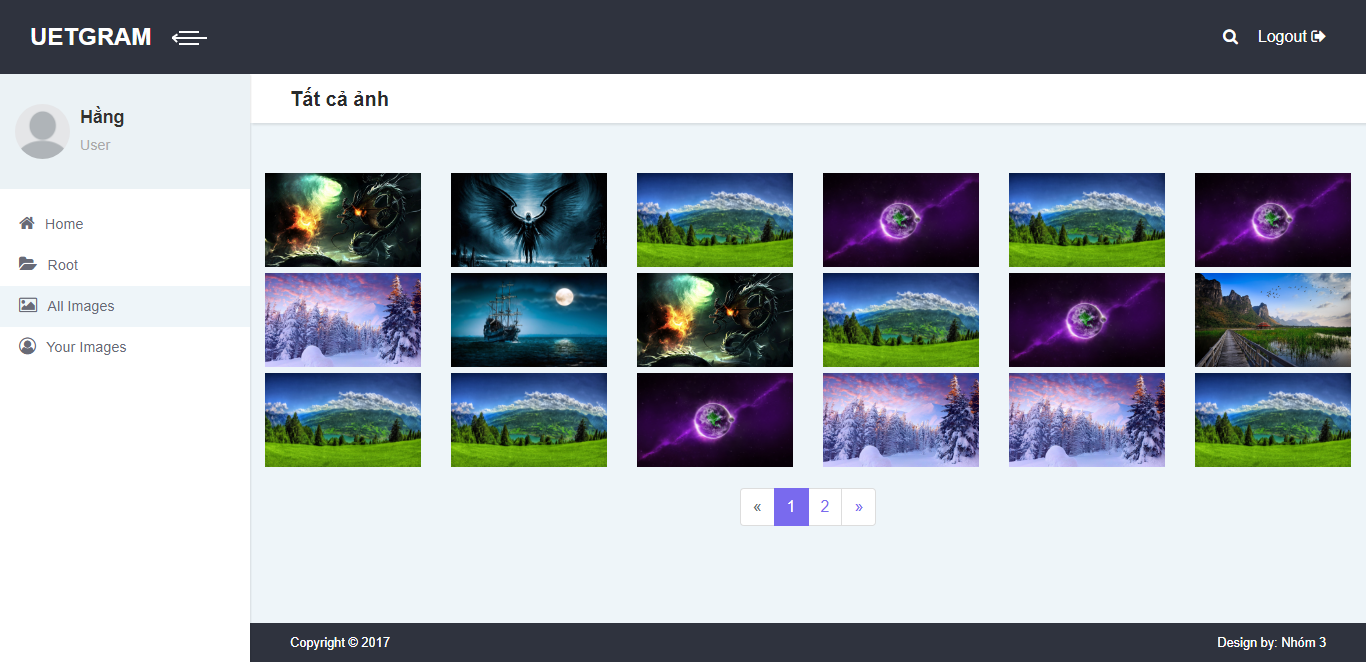 UETGRAM
Logout
Hằng
User
Home
Root
All Images
Your Images
Tất cả ảnh
« 1 2 »
Copyright © 2017
Design by: Nhóm 3